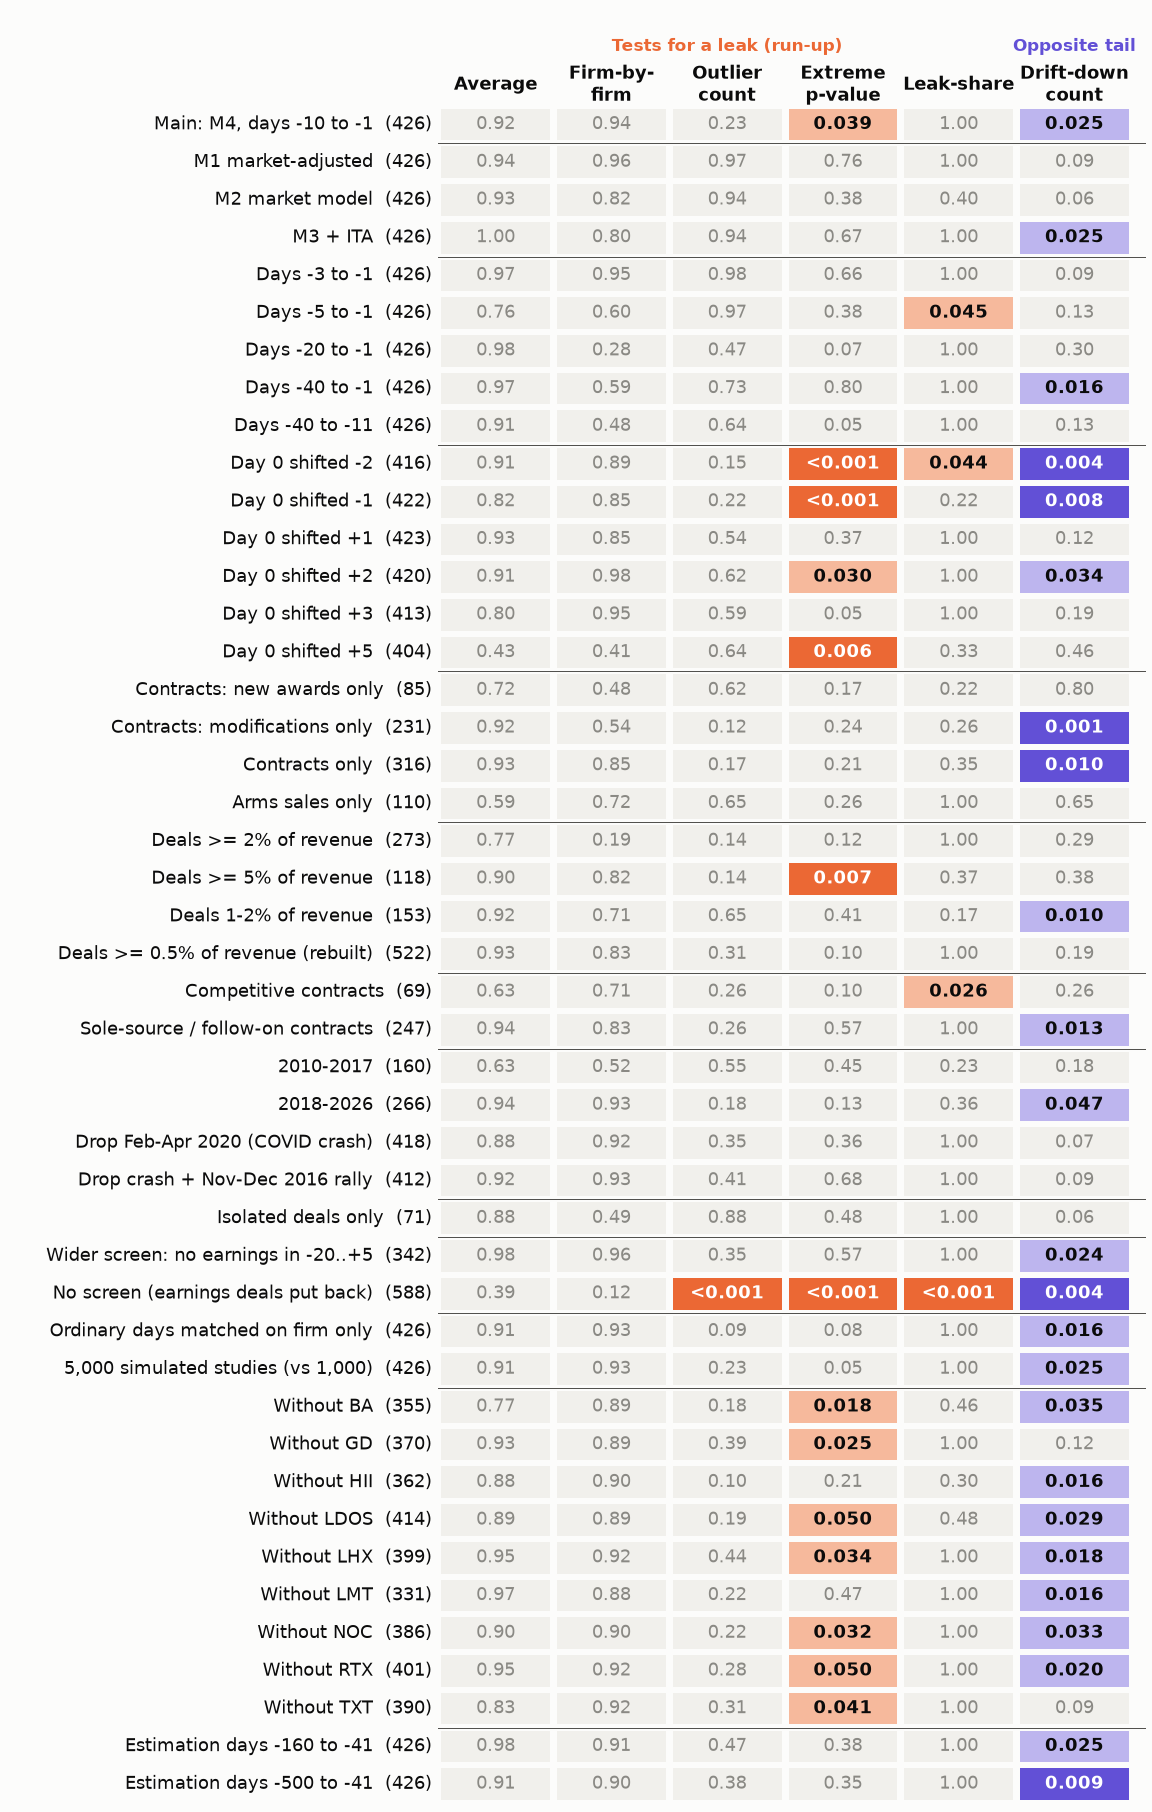 Tests for a leak (run-up) Opposite tail
Average Firm-by-firm Outlier count Extreme p-value Leak-share Drift-down count
Main: M4, days -10 to -1 (426) 0.92 0.94 0.23 0.039 1.00 0.025
M1 market-adjusted (426) 0.94 0.96 0.97 0.76 1.00 0.09
M2 market model (426) 0.93 0.82 0.94 0.38 0.40 0.06
M3 + ITA (426) 1.00 0.80 0.94 0.67 1.00 0.025
Days -3 to -1 (426) 0.97 0.95 0.98 0.66 1.00 0.09
Days -5 to -1 (426) 0.76 0.60 0.97 0.38 0.045 0.13
Days -20 to -1 (426) 0.98 0.28 0.47 0.07 1.00 0.30
Days -40 to -1 (426) 0.97 0.59 0.73 0.80 1.00 0.016
Days -40 to -11 (426) 0.91 0.48 0.64 0.05 1.00 0.13
Day 0 shifted -2 (416) 0.91 0.89 0.15 <0.001 0.044 0.004
Day 0 shifted -1 (422) 0.82 0.85 0.22 <0.001 0.22 0.008
Day 0 shifted +1 (423) 0.93 0.85 0.54 0.37 1.00 0.12
Day 0 shifted +2 (420) 0.91 0.98 0.62 0.030 1.00 0.034
Day 0 shifted +3 (413) 0.80 0.95 0.59 0.05 1.00 0.19
Day 0 shifted +5 (404) 0.43 0.41 0.64 0.006 0.33 0.46
Contracts: new awards only (85) 0.72 0.48 0.62 0.17 0.22 0.80
Contracts: modifications only (231) 0.92 0.54 0.12 0.24 0.26 0.001
Contracts only (316) 0.93 0.85 0.17 0.21 0.35 0.010
Arms sales only (110) 0.59 0.72 0.65 0.26 1.00 0.65
Deals >= 2% of revenue (273) 0.77 0.19 0.14 0.12 1.00 0.29
Deals >= 5% of revenue (118) 0.90 0.82 0.14 0.007 0.37 0.38
Deals 1-2% of revenue (153) 0.92 0.71 0.65 0.41 0.17 0.010
Deals >= 0.5% of revenue (rebuilt) (522) 0.93 0.83 0.31 0.10 1.00 0.19
Competitive contracts (69) 0.63 0.71 0.26 0.10 0.026 0.26
Sole-source / follow-on contracts (247) 0.94 0.83 0.26 0.57 1.00 0.013
2010-2017 (160) 0.63 0.52 0.55 0.45 0.23 0.18
2018-2026 (266) 0.94 0.93 0.18 0.13 0.36 0.047
Drop Feb-Apr 2020 (COVID crash) (418) 0.88 0.92 0.35 0.36 1.00 0.07
Drop crash + Nov-Dec 2016 rally (412) 0.92 0.93 0.41 0.68 1.00 0.09
Isolated deals only (71) 0.88 0.49 0.88 0.48 1.00 0.06
Wider screen: no earnings in -20..+5 (342) 0.98 0.96 0.35 0.57 1.00 0.024
No screen (earnings deals put back) (588) 0.39 0.12 <0.001 <0.001 <0.001 0.004
Ordinary days matched on firm only (426) 0.91 0.93 0.09 0.08 1.00 0.016
5,000 simulated studies (vs 1,000) (426) 0.91 0.93 0.23 0.05 1.00 0.025
Without BA (355) 0.77 0.89 0.18 0.018 0.46 0.035
Without GD (370) 0.93 0.89 0.39 0.025 1.00 0.12
Without HII (362) 0.88 0.90 0.10 0.21 0.30 0.016
Without LDOS (414) 0.89 0.89 0.19 0.050 0.48 0.029
Without LHX (399) 0.95 0.92 0.44 0.034 1.00 0.018
Without LMT (331) 0.97 0.88 0.22 0.47 1.00 0.016
Without NOC (386) 0.90 0.90 0.22 0.032 1.00 0.033
Without RTX (401) 0.95 0.92 0.28 0.050 1.00 0.020
Without TXT (390) 0.83 0.92 0.31 0.041 1.00 0.09
Estimation days -160 to -41 (426) 0.98 0.91 0.47 0.38 1.00 0.025
Estimation days -500 to -41 (426) 0.91 0.90 0.38 0.35 1.00 0.009